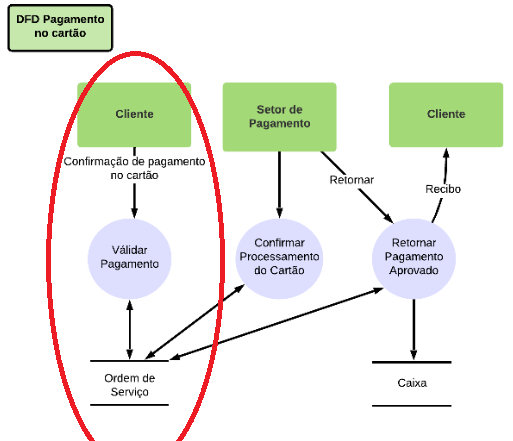 DFD Pagamento
no cartão
Cliente
Setor de
Pagamento
Cliente
Confirmação de pagamento
no cartão
Retornar
Recibo
Válidar
Pagamento
Confirmar
Processamento
do Cartão
Retornar
Pagamento
Aprovado
Ordem de
Serviço
Caixa